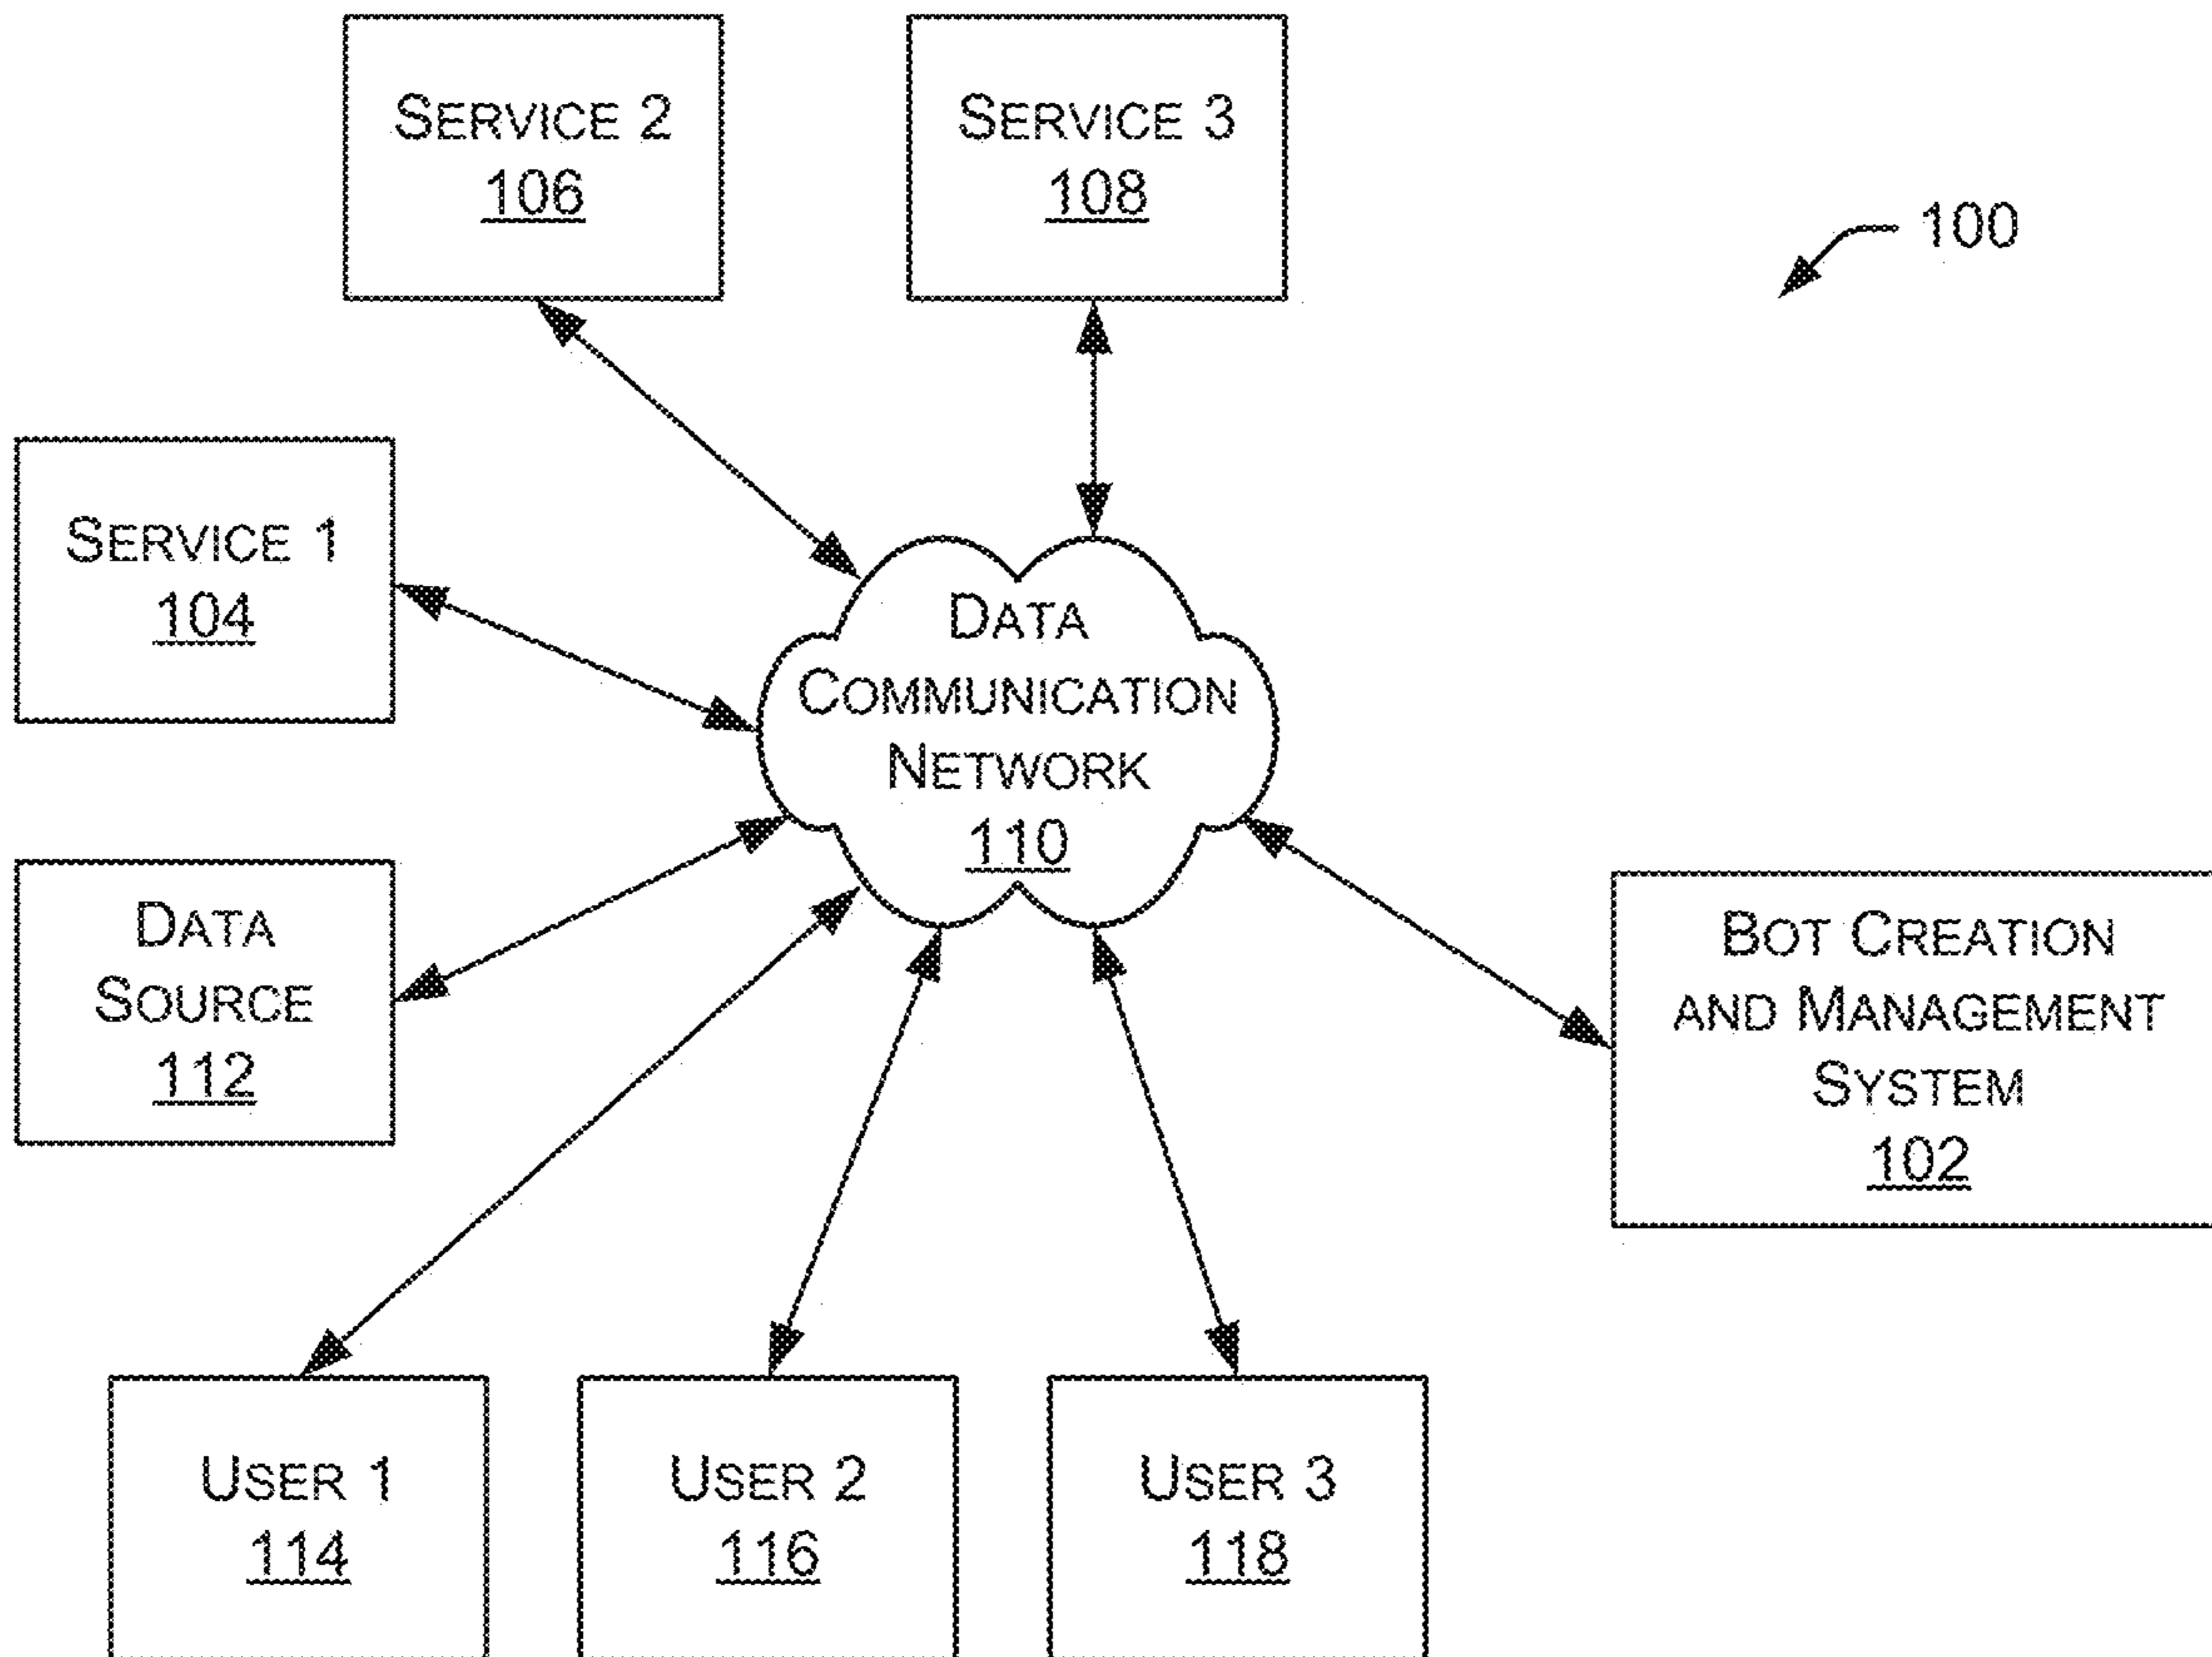 SERVICE 2
106
SERVICE 3
108
100
SERVICE 1
104
DATA
COMMUNICATION
NETWORK
110
DATA
SOURCE
112
BOT CREATION
AND MANAGEMENT
SYSTEM
102
USER 1
114
USER 2
116
USER 3
118